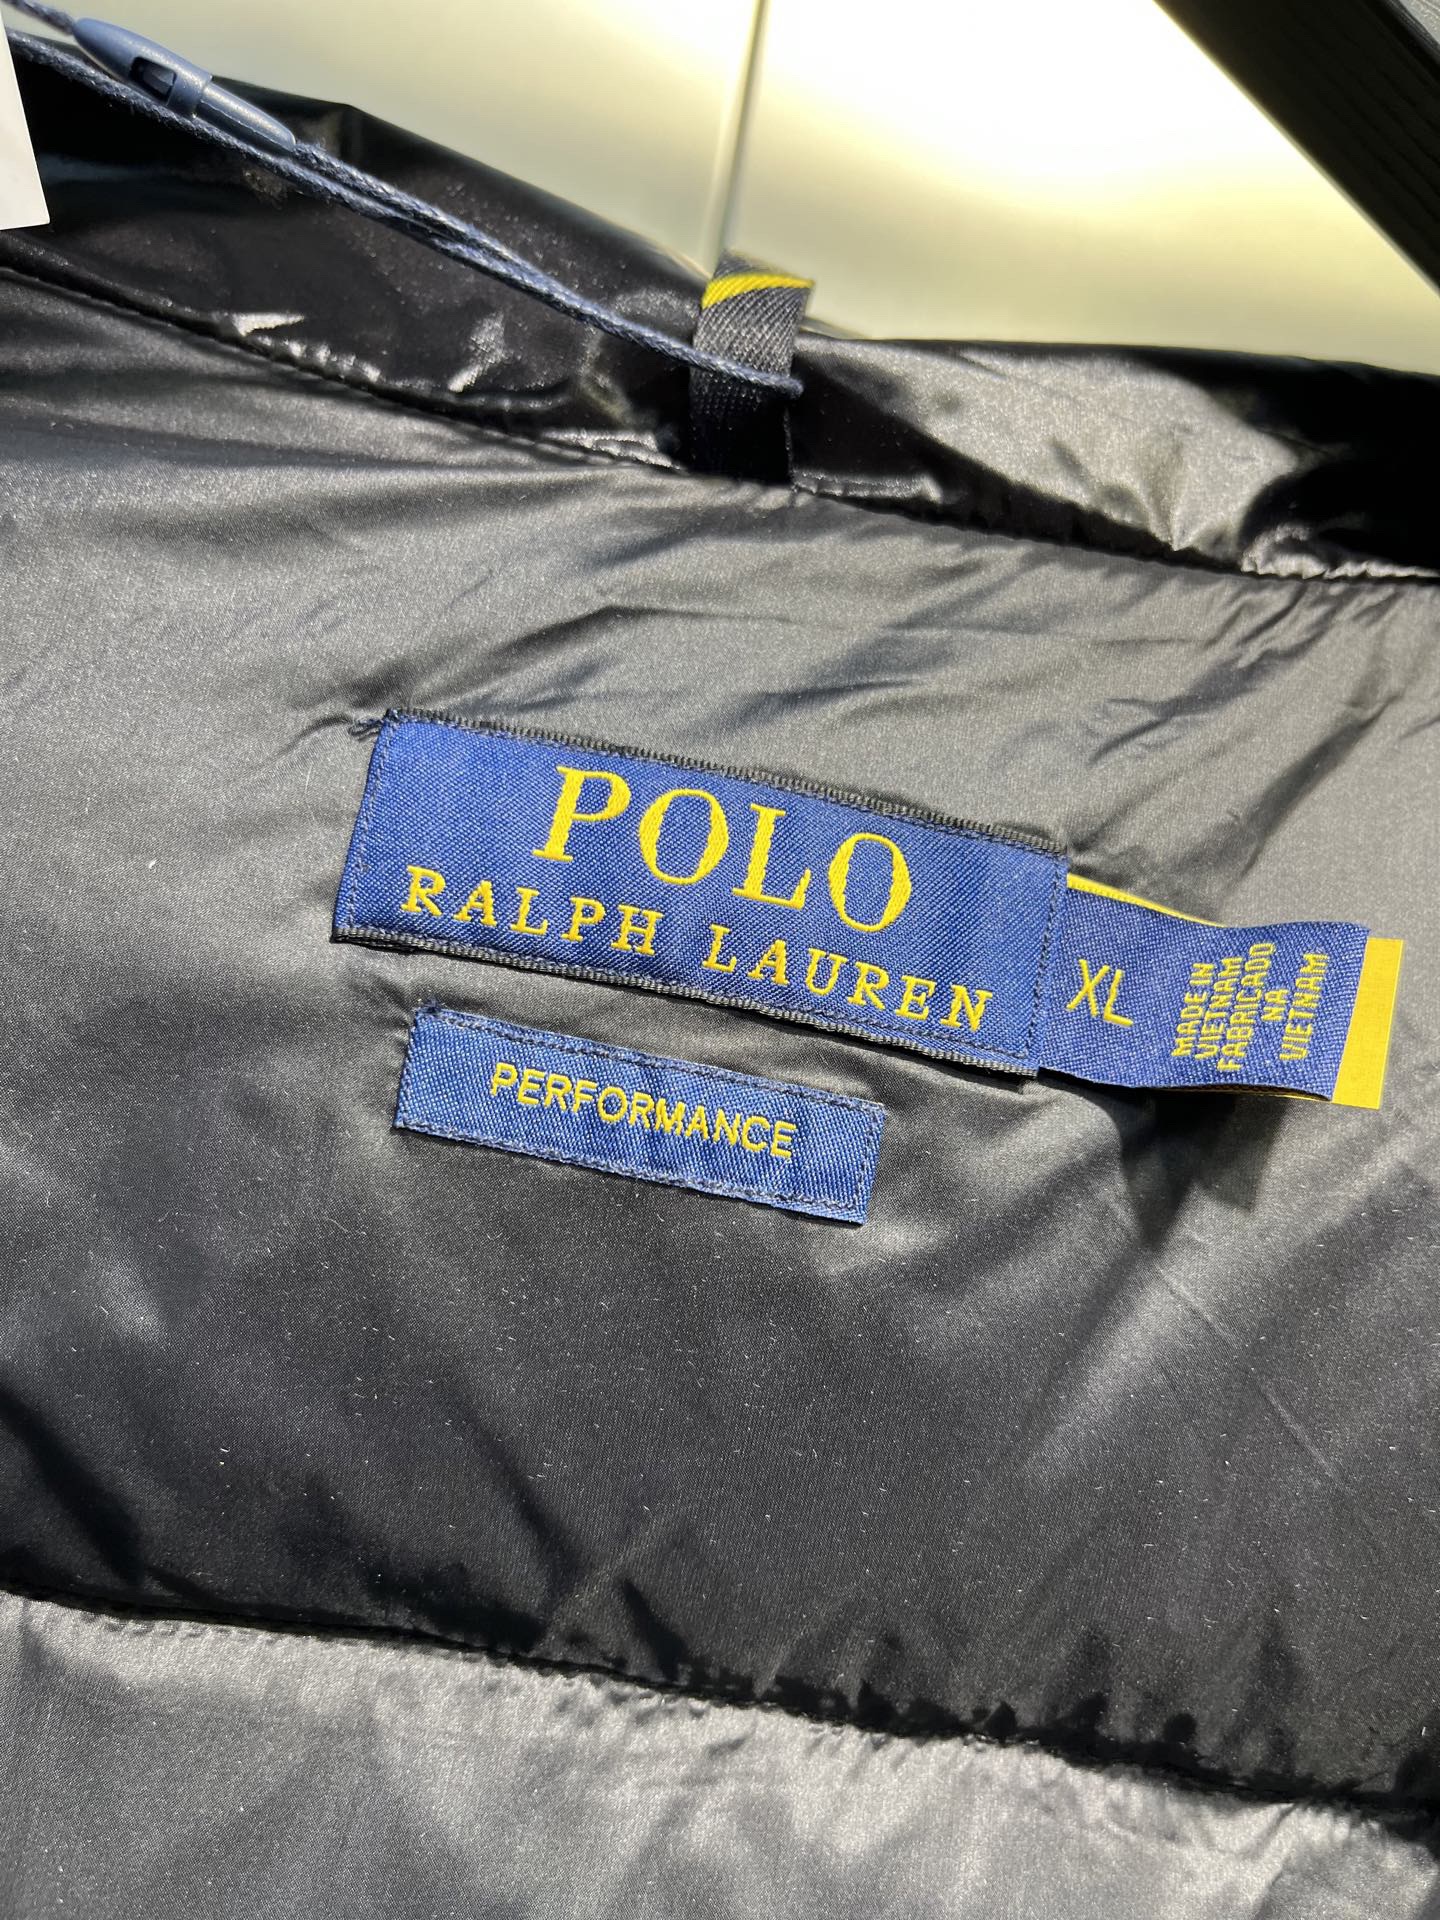 POLO
RALPH LAUREN
XL
MADE IN
VIETNAM
FABRICADO
NA
VIETNAM
PERFORMANCE